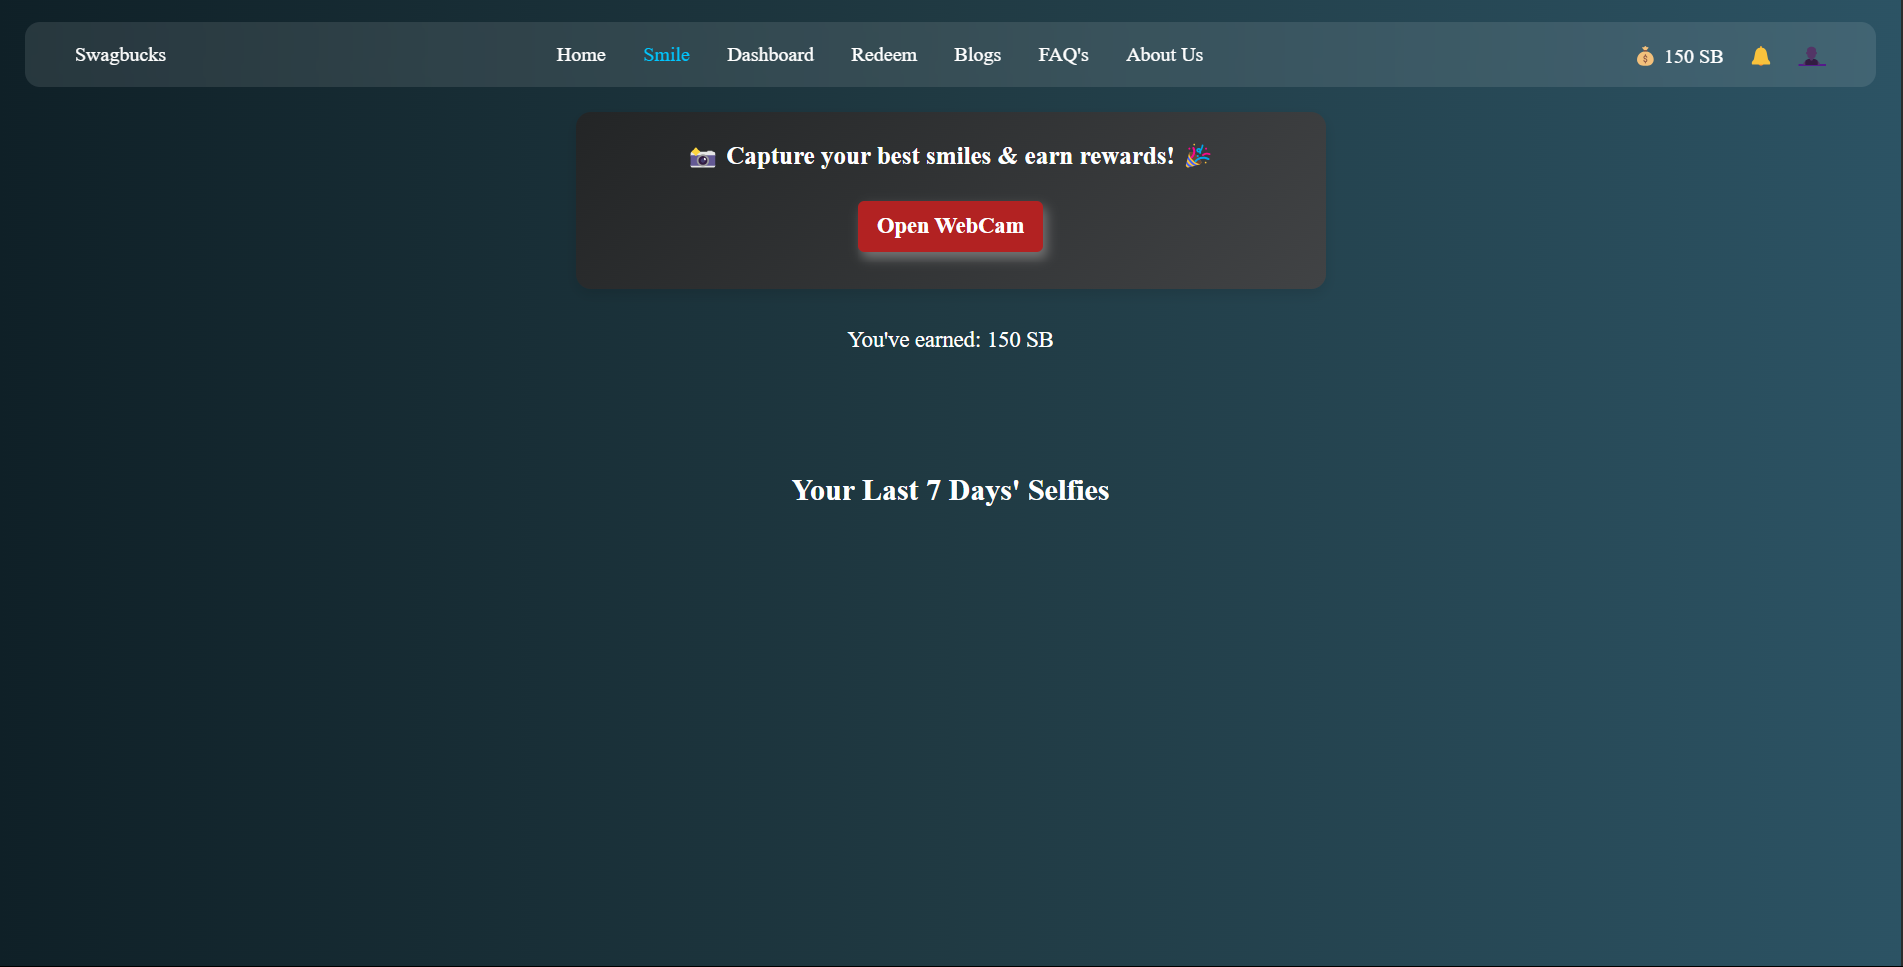 Swagbucks Home Smile Dashboard Redeem Blogs FAQ's About Us 150 SB
Capture your best smiles & earn rewards!
Open WebCam
You've earned: 150 SB
Your Last 7 Days' Selfies